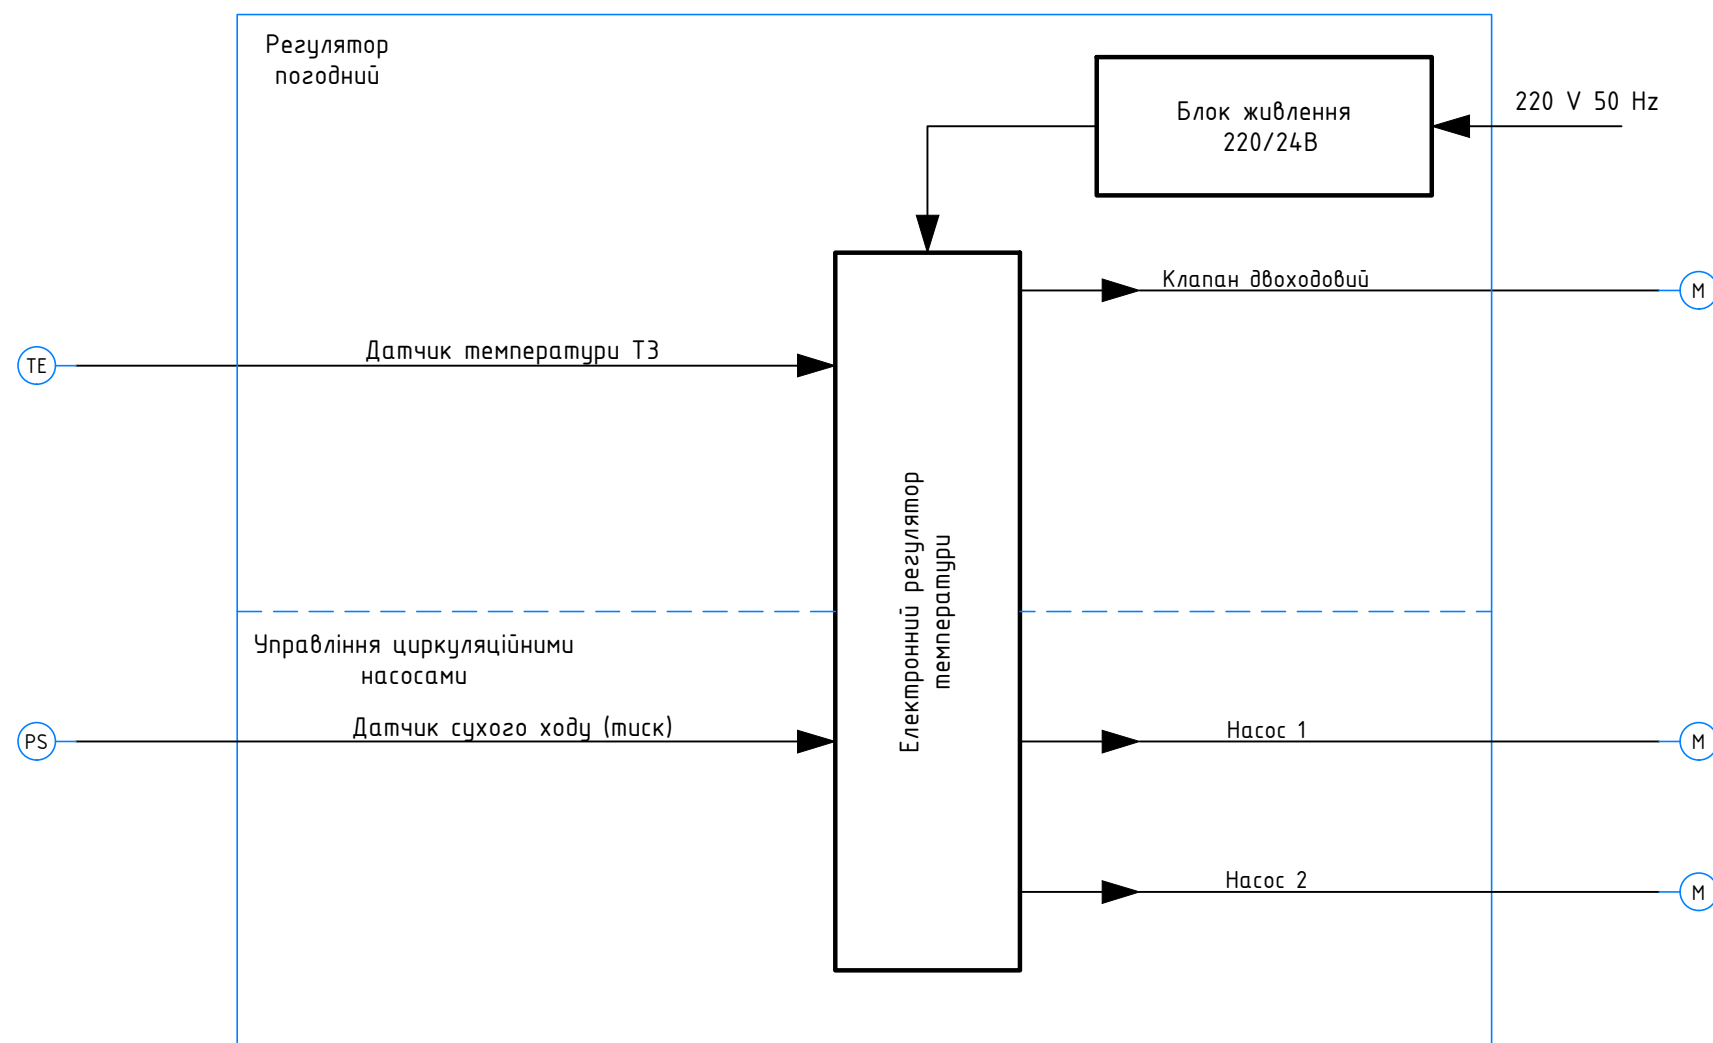 Регулятор
погодний
Блок живлення
220/24В
220 V 50 Hz
Клапан двоходовий
M
TE
Датчик температури Т3
Електронний регулятор
температури
Управління циркуляційними
насосами
PS
Датчик сухого ходу (тиск)
Насос 1
M
Насос 2
M